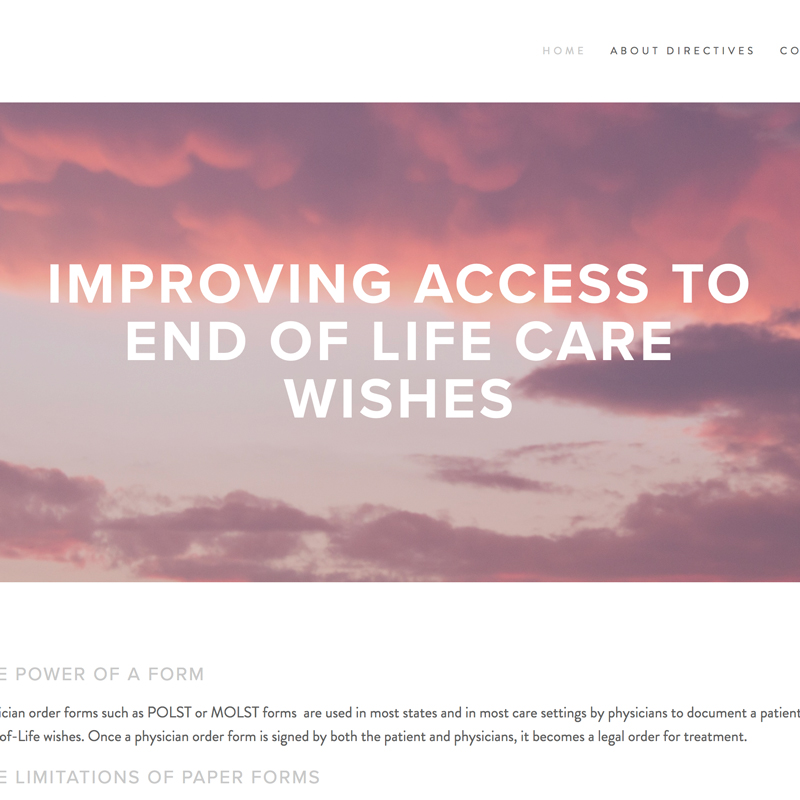 HOME ABOUT DIRECTIVES
IMPROVING ACCESS TO
END OF LIFE CARE
WISHES
POWER OF A FORM
order forms such as POLST or MOLST forms are used in most states and in most care settings by physicians to document a patient
of-Life wishes. Once a physician order form is signed by both the patient and physicians, it becomes a legal order for treatment.
LIMITATIONS OF PAPER FORMS